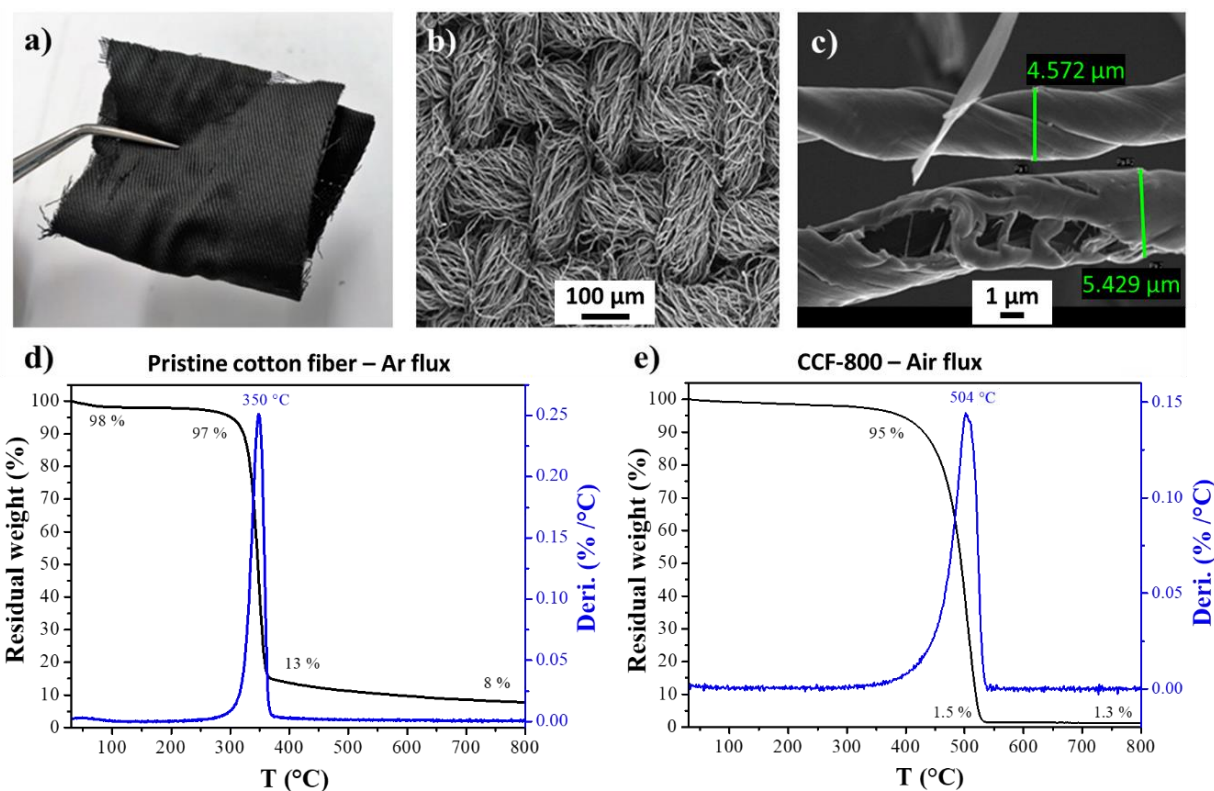 a)
b)
100 µm
c)
4.572 µm
5.429 µm
1 µm
d)
Pristine cotton fiber – Ar flux
Residual weight (%)
100
90
80
70
60
50
40
30
20
10
0
98 %
97 %
350 °C
13 %
8 %
0.25
0.20
0.15
0.10
0.05
0.00
Deri. (% /°C)
100 200 300 400 500 600 700 800
T (°C)
e)
CCF-800 – Air flux
Residual weight (%)
100
90
80
70
60
50
40
30
20
10
0
95 %
504 °C
1.5 %
1.3 %
0.15
0.10
0.05
0.00
Deri. (% /°C)
100 200 300 400 500 600 700 800
T (°C)